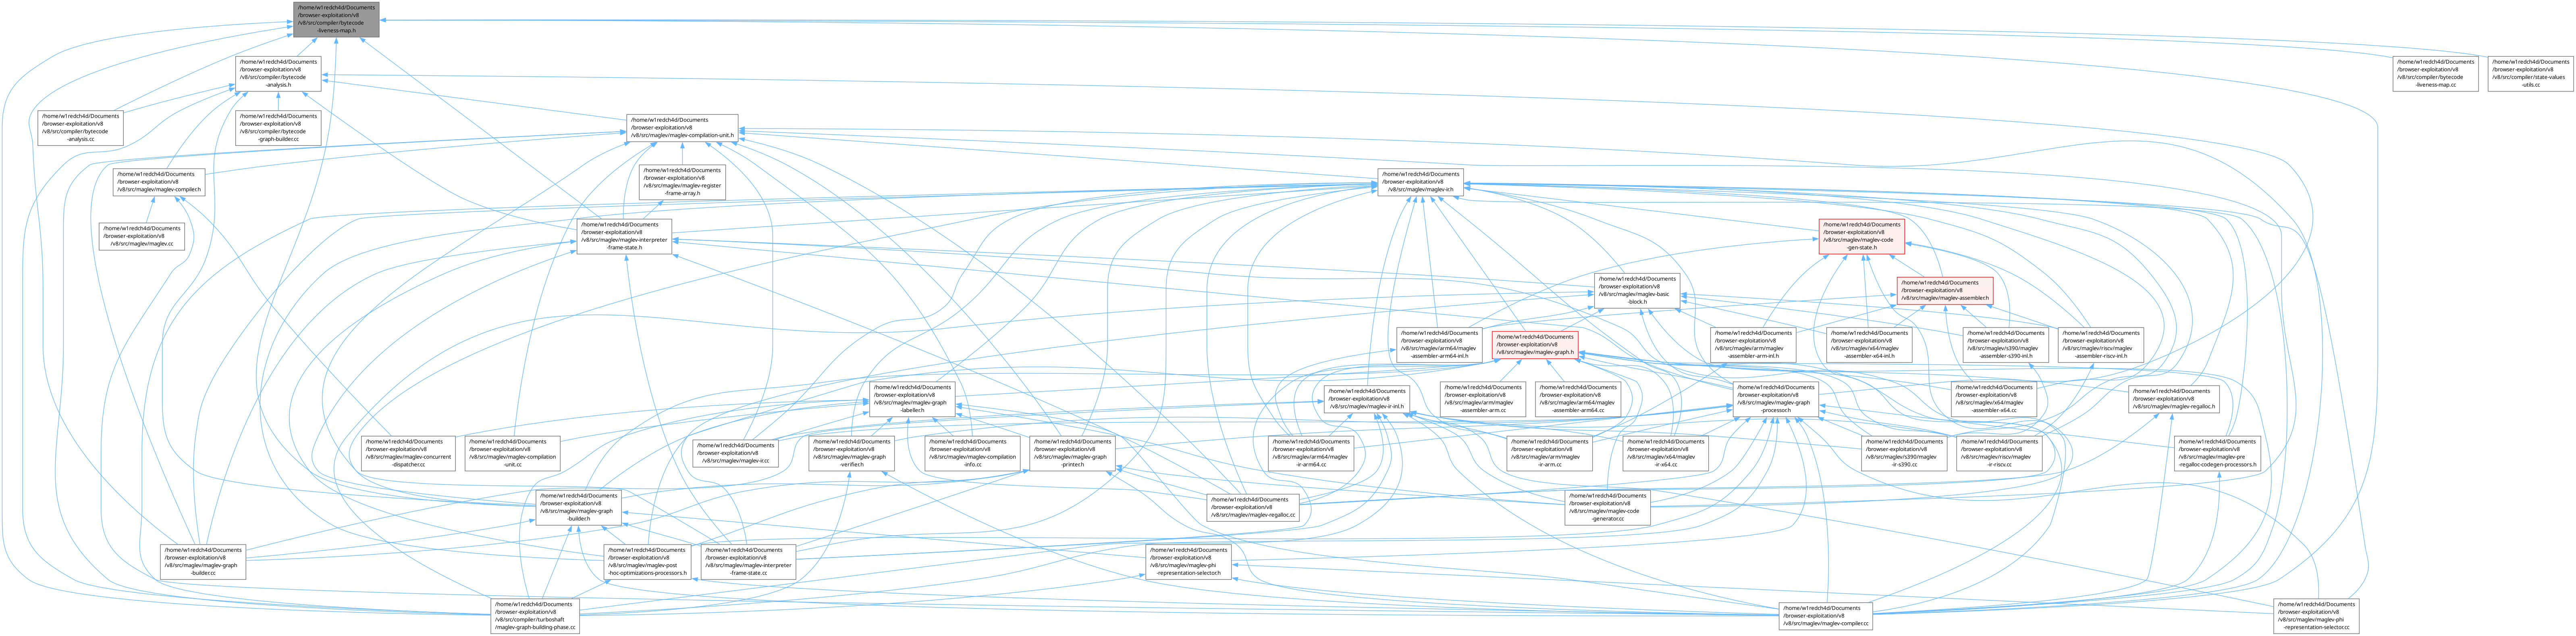 /home/w1redch4d/Documents
/browser-exploitation/v8
/v8/src/compiler/bytecode
-liveness-map.h
/home/w1redch4d/Documents
/browser-exploitation/v8
/v8/src/compiler/bytecode
-analysis.h
/home/w1redch4d/Documents
/browser-exploitation/v8
/v8/src/compiler/bytecode
-liveness-map.cc
/home/w1redch4d/Documents
/browser-exploitation/v8
/v8/src/compiler/state-values
-utils.cc
/home/w1redch4d/Documents
/browser-exploitation/v8
/v8/src/compiler/bytecode
-analysis.cc
/home/w1redch4d/Documents
/browser-exploitation/v8
/v8/src/compiler/bytecode
-graph-builder.cc
/home/w1redch4d/Documents
/browser-exploitation/v8
/v8/src/maglev/maglev-compilation-unit.h
/home/w1redch4d/Documents
/browser-exploitation/v8
/v8/src/maglev/maglev-compiler.h
/home/w1redch4d/Documents
/browser-exploitation/v8
/v8/src/maglev/maglev-register
-frame-array.h
/home/w1redch4d/Documents
/browser-exploitation/v8
/v8/src/maglev/maglev-ir.h
/home/w1redch4d/Documents
/browser-exploitation/v8
/v8/src/maglev/maglev.cc
/home/w1redch4d/Documents
/browser-exploitation/v8
/v8/src/maglev/maglev-interpreter
-frame-state.h
/home/w1redch4d/Documents
/browser-exploitation/v8
/v8/src/maglev/maglev-code
-gen-state.h
/home/w1redch4d/Documents
/browser-exploitation/v8
/v8/src/maglev/maglev-basic
-block.h
/home/w1redch4d/Documents
/browser-exploitation/v8
/v8/src/maglev/maglev-assembler.h
/home/w1redch4d/Documents
/browser-exploitation/v8
/v8/src/maglev/arm64/maglev
-assembler-arm64-inl.h
/home/w1redch4d/Documents
/browser-exploitation/v8
/v8/src/maglev/maglev-graph.h
/home/w1redch4d/Documents
/browser-exploitation/v8
/v8/src/maglev/arm/maglev
-assembler-arm-inl.h
/home/w1redch4d/Documents
/browser-exploitation/v8
/v8/src/maglev/x64/maglev
-assembler-x64-inl.h
/home/w1redch4d/Documents
/browser-exploitation/v8
/v8/src/maglev/s390/maglev
-assembler-s390-inl.h
/home/w1redch4d/Documents
/browser-exploitation/v8
/v8/src/maglev/riscv/maglev
-assembler-riscv-inl.h
/home/w1redch4d/Documents
/browser-exploitation/v8
/v8/src/maglev/maglev-graph
-labeller.h
/home/w1redch4d/Documents
/browser-exploitation/v8
/v8/src/maglev/maglev-ir-inl.h
/home/w1redch4d/Documents
/browser-exploitation/v8
/v8/src/maglev/arm/maglev
-assembler-arm.cc
/home/w1redch4d/Documents
/browser-exploitation/v8
/v8/src/maglev/arm64/maglev
-assembler-arm64.cc
/home/w1redch4d/Documents
/browser-exploitation/v8
/v8/src/maglev/maglev-graph
-processor.h
/home/w1redch4d/Documents
/browser-exploitation/v8
/v8/src/maglev/x64/maglev
-assembler-x64.cc
/home/w1redch4d/Documents
/browser-exploitation/v8
/v8/src/maglev/maglev-regalloc.h
/home/w1redch4d/Documents
/browser-exploitation/v8
/v8/src/maglev/maglev-concurrent
-dispatcher.cc
/home/w1redch4d/Documents
/browser-exploitation/v8
/v8/src/maglev/maglev-compilation
-unit.cc
/home/w1redch4d/Documents
/browser-exploitation/v8
/v8/src/maglev/maglev-ir.cc
/home/w1redch4d/Documents
/browser-exploitation/v8
/v8/src/maglev/maglev-graph
-verifier.h
/home/w1redch4d/Documents
/browser-exploitation/v8
/v8/src/maglev/maglev-compilation
-info.cc
/home/w1redch4d/Documents
/browser-exploitation/v8
/v8/src/maglev/maglev-graph
-printer.h
/home/w1redch4d/Documents
/browser-exploitation/v8
/v8/src/maglev/arm64/maglev
-ir-arm64.cc
/home/w1redch4d/Documents
/browser-exploitation/v8
/v8/src/maglev/arm/maglev
-ir-arm.cc
/home/w1redch4d/Documents
/browser-exploitation/v8
/v8/src/maglev/x64/maglev
-ir-x64.cc
/home/w1redch4d/Documents
/browser-exploitation/v8
/v8/src/maglev/s390/maglev
-ir-s390.cc
/home/w1redch4d/Documents
/browser-exploitation/v8
/v8/src/maglev/riscv/maglev
-ir-riscv.cc
/home/w1redch4d/Documents
/browser-exploitation/v8
/v8/src/maglev/maglev-pre
-regalloc-codegen-processors.h
/home/w1redch4d/Documents
/browser-exploitation/v8
/v8/src/maglev/maglev-graph
-builder.h
/home/w1redch4d/Documents
/browser-exploitation/v8
/v8/src/maglev/maglev-regalloc.cc
/home/w1redch4d/Documents
/browser-exploitation/v8
/v8/src/maglev/maglev-code
-generator.cc
/home/w1redch4d/Documents
/browser-exploitation/v8
/v8/src/maglev/maglev-graph
-builder.cc
/home/w1redch4d/Documents
/browser-exploitation/v8
/v8/src/maglev/maglev-post
-hoc-optimizations-processors.h
/home/w1redch4d/Documents
/browser-exploitation/v8
/v8/src/maglev/maglev-interpreter
-frame-state.cc
/home/w1redch4d/Documents
/browser-exploitation/v8
/v8/src/maglev/maglev-phi
-representation-selector.h
/home/w1redch4d/Documents
/browser-exploitation/v8
/v8/src/compiler/turboshaft
/maglev-graph-building-phase.cc
/home/w1redch4d/Documents
/browser-exploitation/v8
/v8/src/maglev/maglev-compiler.cc
/home/w1redch4d/Documents
/browser-exploitation/v8
/v8/src/maglev/maglev-phi
-representation-selector.cc